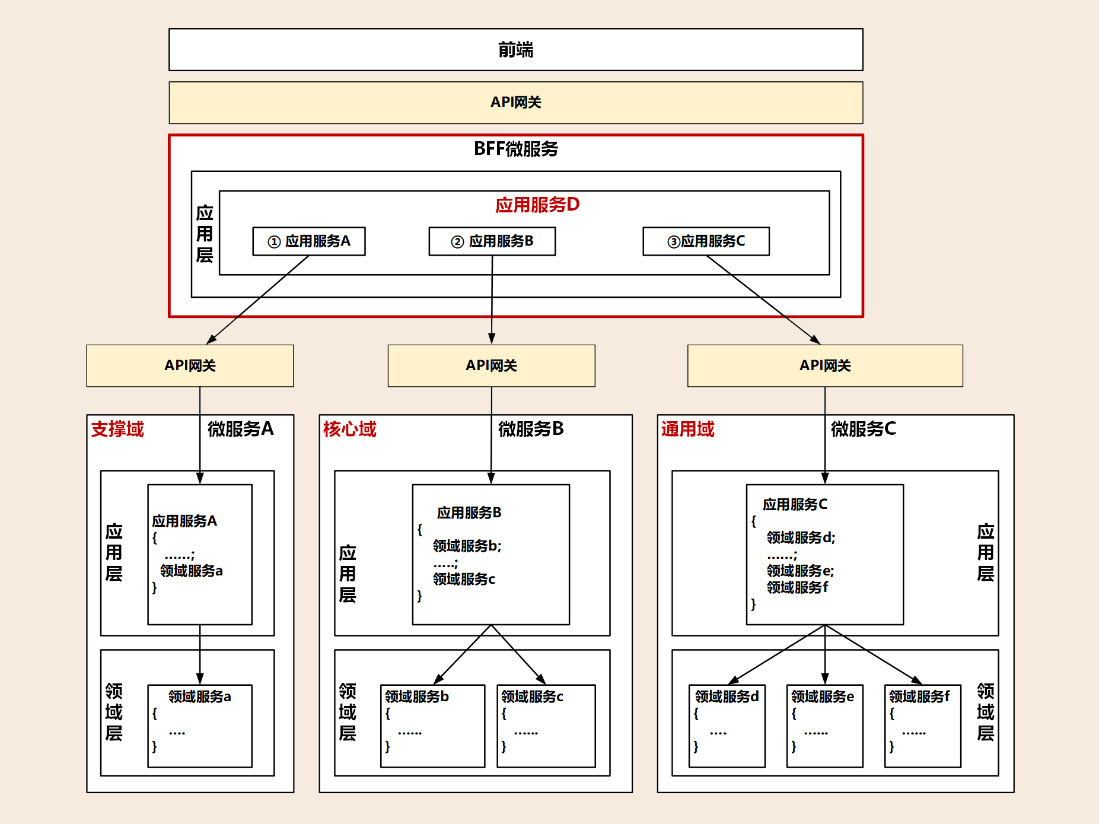 前端
API网关
BFF微服务
应用层
应用服务D
① 应用服务A
② 应用服务B
③应用服务C
API网关
API网关
API网关
支撑域
微服务A
应用层
应用服务A
{
......;
领域服务a
}
领域层
领域服务a
{
....
}
核心域
微服务B
应用层
应用服务B
{
领域服务b;
.....;
领域服务c
}
领域层
领域服务b
{
......
}
领域服务c
{
......
}
通用域
微服务C
应用层
应用服务C
{
领域服务d;
......;
领域服务e;
领域服务f
}
领域层
领域服务d
{
....
}
领域服务e
{
......
}
领域服务f
{
......
}